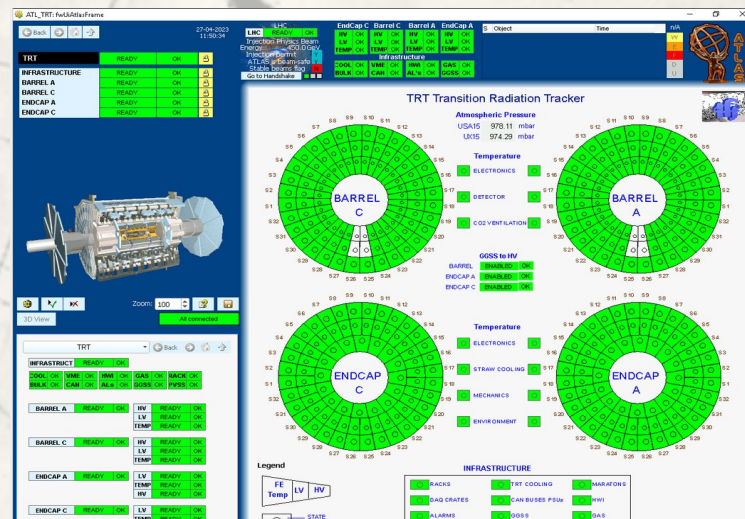 ATL_TRT: fwUiAtlasFrame
Back
27-04-2023
11:50:34
TRT READY OK
INFRASTRUCTURE READY OK
BARREL A READY OK
BARREL C READY OK
ENDCAP A READY OK
ENDCAP C READY OK
LHC
LHC READY OK
Injection Physics Beam
Energy 450.0 GeV
Injection permit
ATLAS is beam-safe
Stable beams flag
Go to Handshake
EndCap C Barrel C Barrel A EndCap A
HV OK HV OK HV OK HV OK
LV OK LV OK LV OK LV OK
TEMP OK TEMP OK TEMP OK TEMP OK
Infrastructure
COOL OK VME OK HWI OK GAS OK
BULK OK CAN OK AL's OK GGSS OK
S Object Time
n/A
W
E
F
D
U
ATLAS
Zoom: 100
3D View
All connected
TRT
Back
INFRASTRUCT READY OK
COOL OK VME OK HWI OK GAS OK RACK OK
BULK OK CAN OK ALs OK GGSS OK PVSS OK
BARREL A READY OK HV READY OK
LV READY OK
TEMP READY OK
BARREL C READY OK HV READY OK
LV READY OK
TEMP READY OK
ENDCAP A READY OK LV READY OK
TEMP READY OK
HV READY OK
ENDCAP C READY OK LV READY OK
TEMP READY OK
TRT Transition Radiation Tracker
Atmospheric Pressure
USA15 978.11 mbar
UX15 974.29 mbar
Temperature
ELECTRONICS
DETECTOR
CO2 VENTILATION
BARREL
C
BARREL
A
GGSS to HV
BARREL ENABLED OK
ENDCAP A ENABLED OK
ENDCAP C ENABLED OK
Temperature
ELECTRONICS
STRAW COOLING
MECHANICS
ENVIRONMENT
ENDCAP
C
ENDCAP
A
Legend
FE
Temp
LV
HV
STATE
INFRASTRUCTURE
RACKS TRT COOLING MARATONS
DAQ CRATES CAN BUSES PSUs HWI
ALARMS GGSS GAS